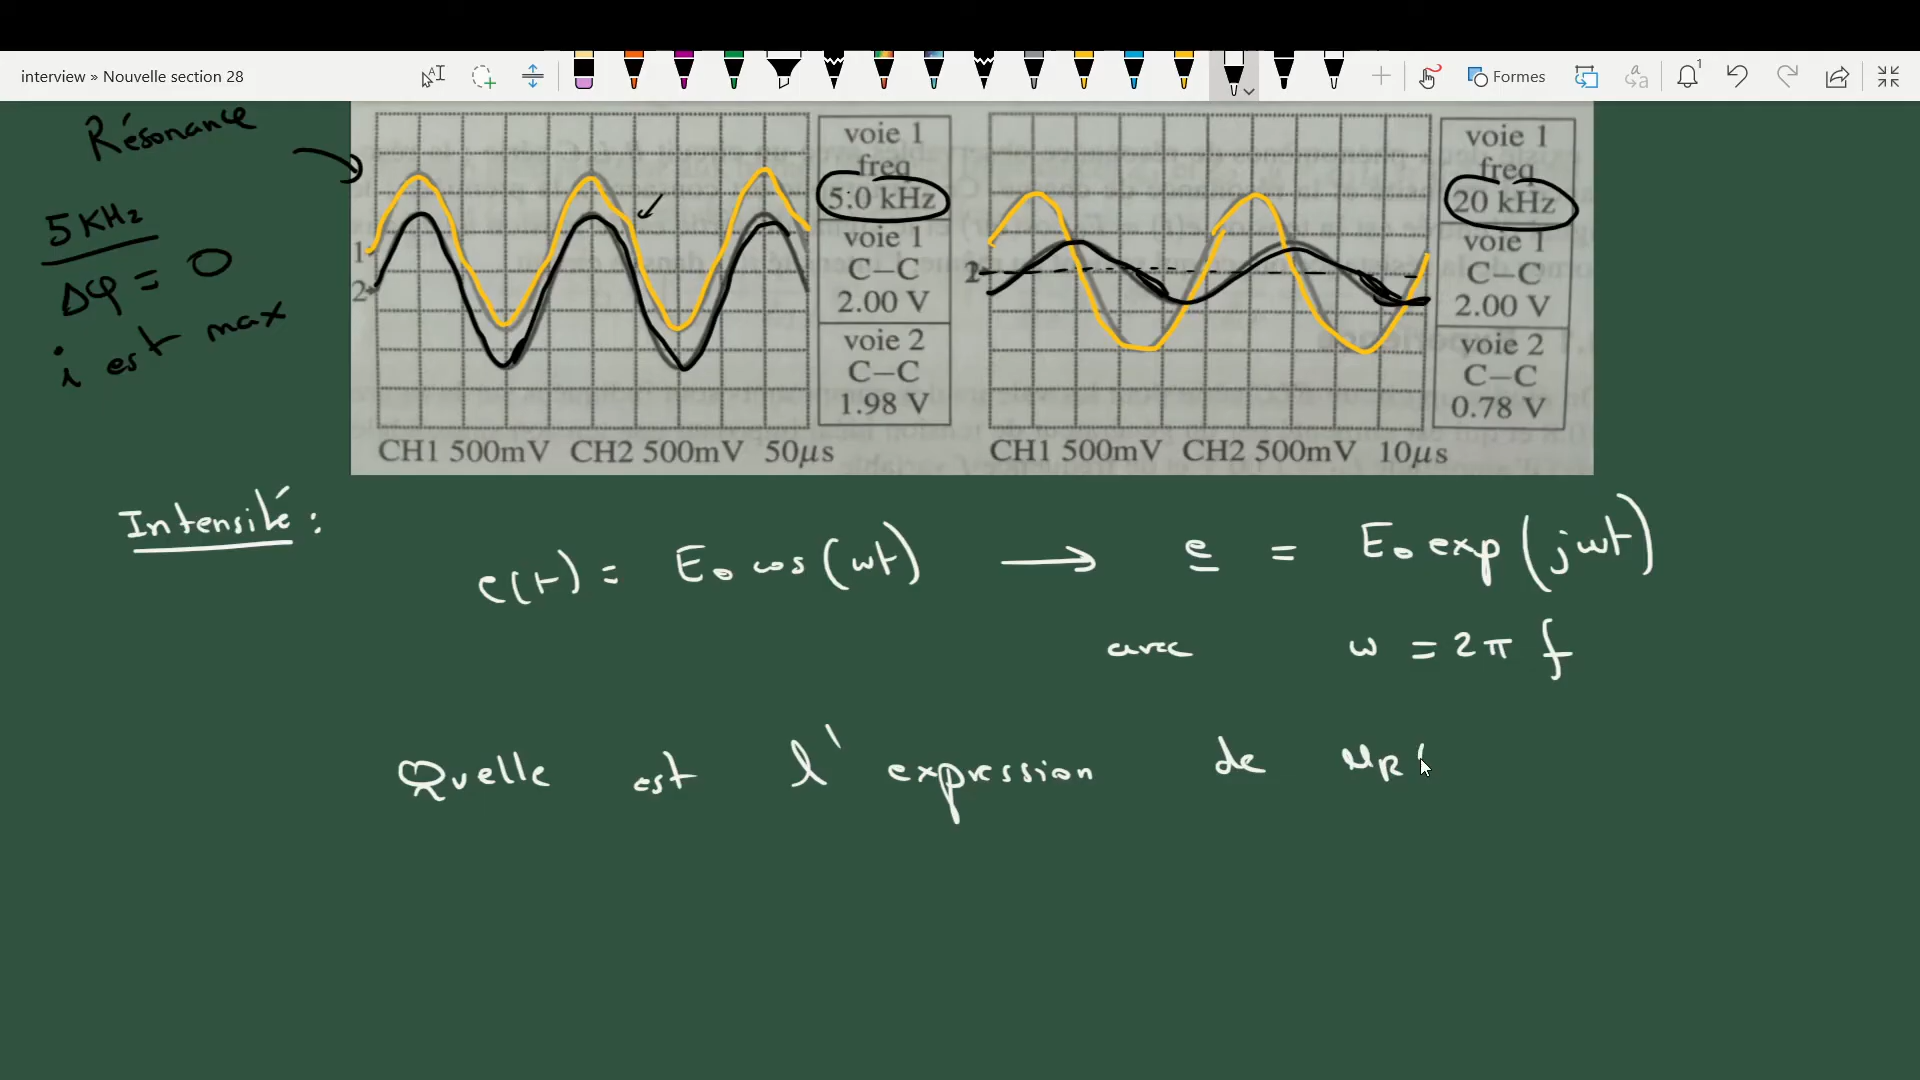 interview » Nouvelle section 28
Formes
Résonance
5 KHz
Δφ = 0
i est max
1
2
voie 1
freq
5:0 kHz
voie 1
C–C
2.00 V
voie 2
C–C
1.98 V
CH1 500mV CH2 500mV 50μs
2
voie 1
freq
20 kHz
voie 1
C–C
2.00 V
voie 2
C–C
0.78 V
CH1 500mV CH2 500mV 10μs
Intensité :
e(t) = E₀ cos(ωt) → e = E₀ exp(jωt)
avec ω = 2π f
Quelle est l'expression de u_R